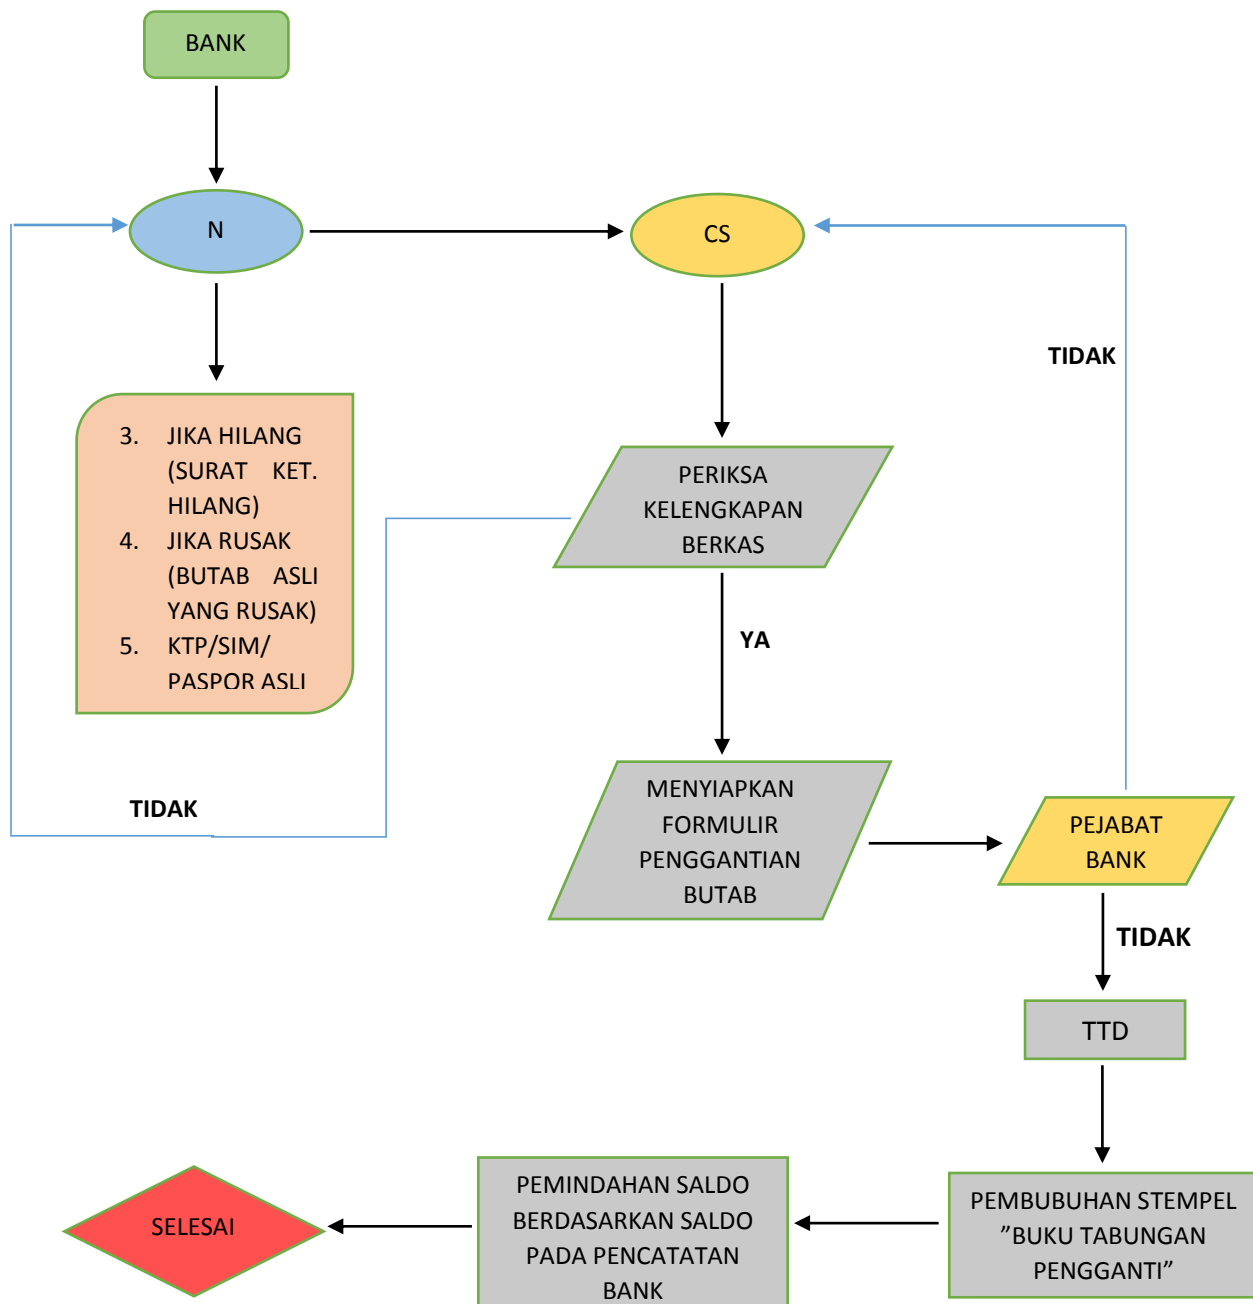 BANK
N
CS
TIDAK
3. JIKA HILANG
(SURAT KET.
HILANG)
4. JIKA RUSAK
(BUTAB ASLI
YANG RUSAK)
5. KTP/SIM/
PASPOR ASLI
PERIKSA
KELENGKAPAN
BERKAS
YA
TIDAK
MENYIAPKAN
FORMULIR
PENGGANTIAN
BUTAB
PEJABAT
BANK
TIDAK
TTD
PEMBUBUHAN STEMPEL
”BUKU TABUNGAN
PENGGANTI”
PEMINDAHAN SALDO
BERDASARKAN SALDO
PADA PENCATATAN
BANK
SELESAI